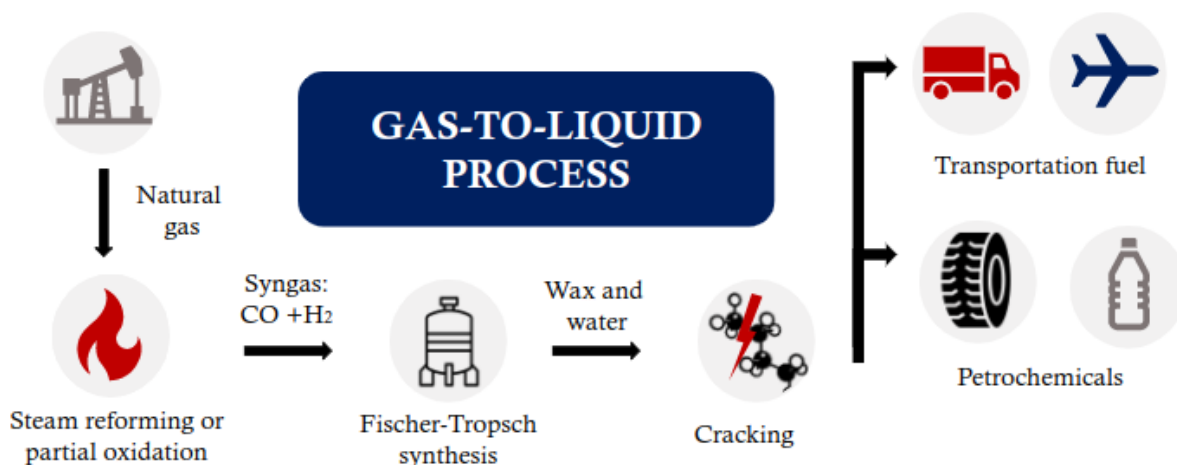 GAS-TO-LIQUID
PROCESS
Natural
gas
Steam reforming or
partial oxidation
Syngas:
CO +H₂
Fischer-Tropsch
synthesis
Wax and
water
Cracking
Transportation fuel
Petrochemicals